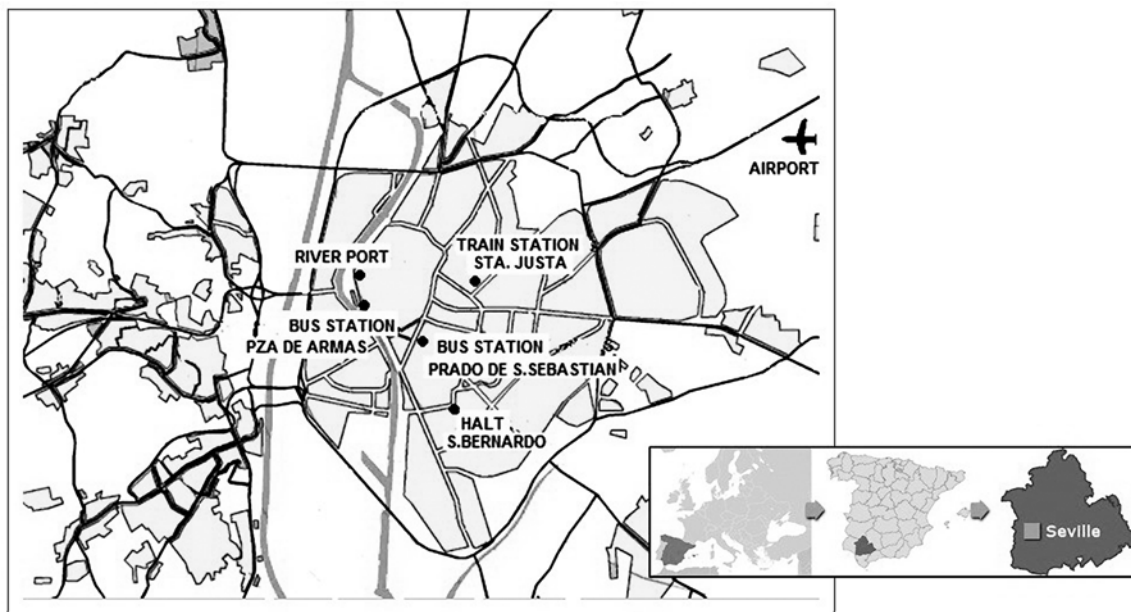 AIRPORT
TRAIN STATION
STA. JUSTA
RIVER PORT
BUS STATION
PZA DE ARMAS
BUS STATION
PRADO DE S.SEBASTIAN
HALT
S.BERNARDO
Seville